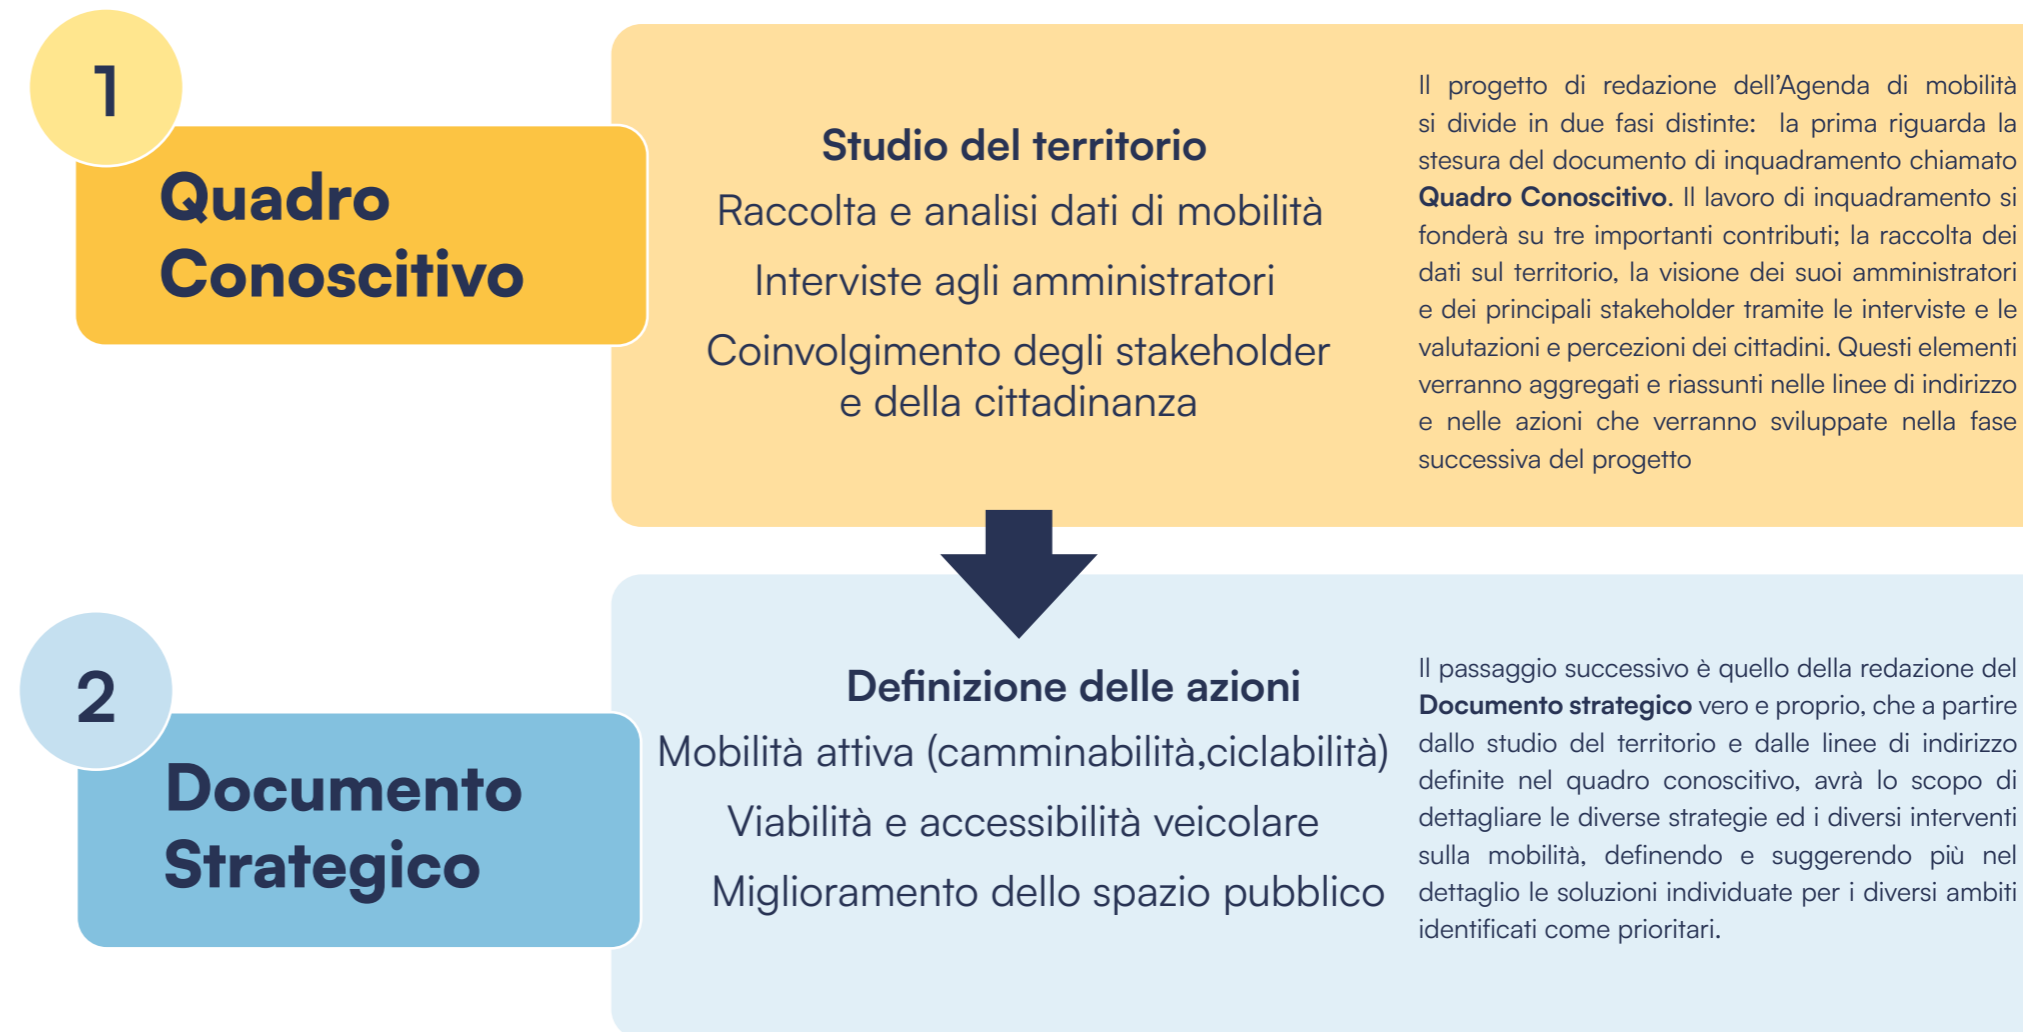 1
Quadro
Conoscitivo
Studio del territorio
Raccolta e analisi dati di mobilità
Interviste agli amministratori
Coinvolgimento degli stakeholder
e della cittadinanza
Il progetto di redazione dell’Agenda di mobilità
si divide in due fasi distinte: la prima riguarda la
stesura del documento di inquadramento chiamato
Quadro Conoscitivo. Il lavoro di inquadramento si
fonderà su tre importanti contributi; la raccolta dei
dati sul territorio, la visione dei suoi amministratori
e dei principali stakeholder tramite le interviste e le
valutazioni e percezioni dei cittadini. Questi elementi
verranno aggregati e riassunti nelle linee di indirizzo
e nelle azioni che verranno sviluppate nella fase
successiva del progetto
2
Documento
Strategico
Definizione delle azioni
Mobilità attiva (camminabilità,ciclabilità)
Viabilità e accessibilità veicolare
Miglioramento dello spazio pubblico
Il passaggio successivo è quello della redazione del
Documento strategico vero e proprio, che a partire
dallo studio del territorio e dalle linee di indirizzo
definite nel quadro conoscitivo, avrà lo scopo di
dettagliare le diverse strategie ed i diversi interventi
sulla mobilità, definendo e suggerendo più nel
dettaglio le soluzioni individuate per i diversi ambiti
identificati come prioritari.